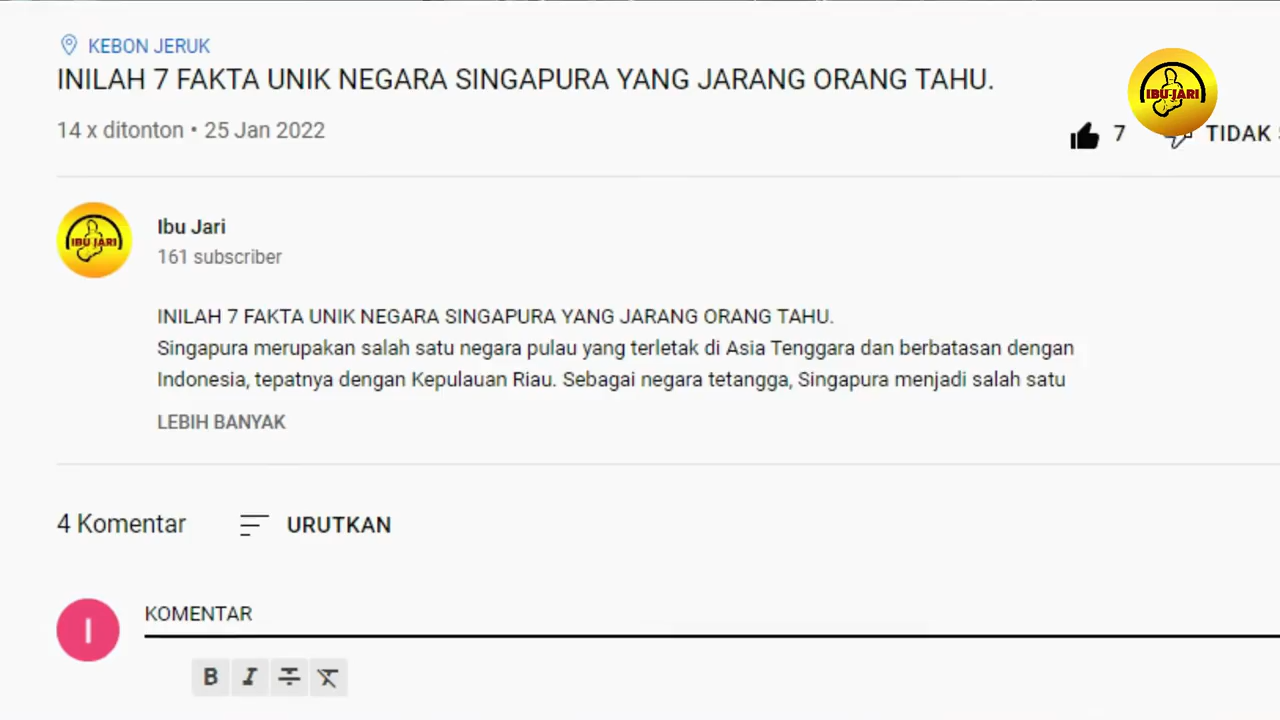 KEBON JERUK
INILAH 7 FAKTA UNIK NEGARA SINGAPURA YANG JARANG ORANG TAHU.
14 x ditonton • 25 Jan 2022
7
TIDAK
IBU JARI
IBU JARI
Ibu Jari
161 subscriber
INILAH 7 FAKTA UNIK NEGARA SINGAPURA YANG JARANG ORANG TAHU.
Singapura merupakan salah satu negara pulau yang terletak di Asia Tenggara dan berbatasan dengan
Indonesia, tepatnya dengan Kepulauan Riau. Sebagai negara tetangga, Singapura menjadi salah satu
LEBIH BANYAK
4 Komentar
URUTKAN
I
KOMENTAR
B I